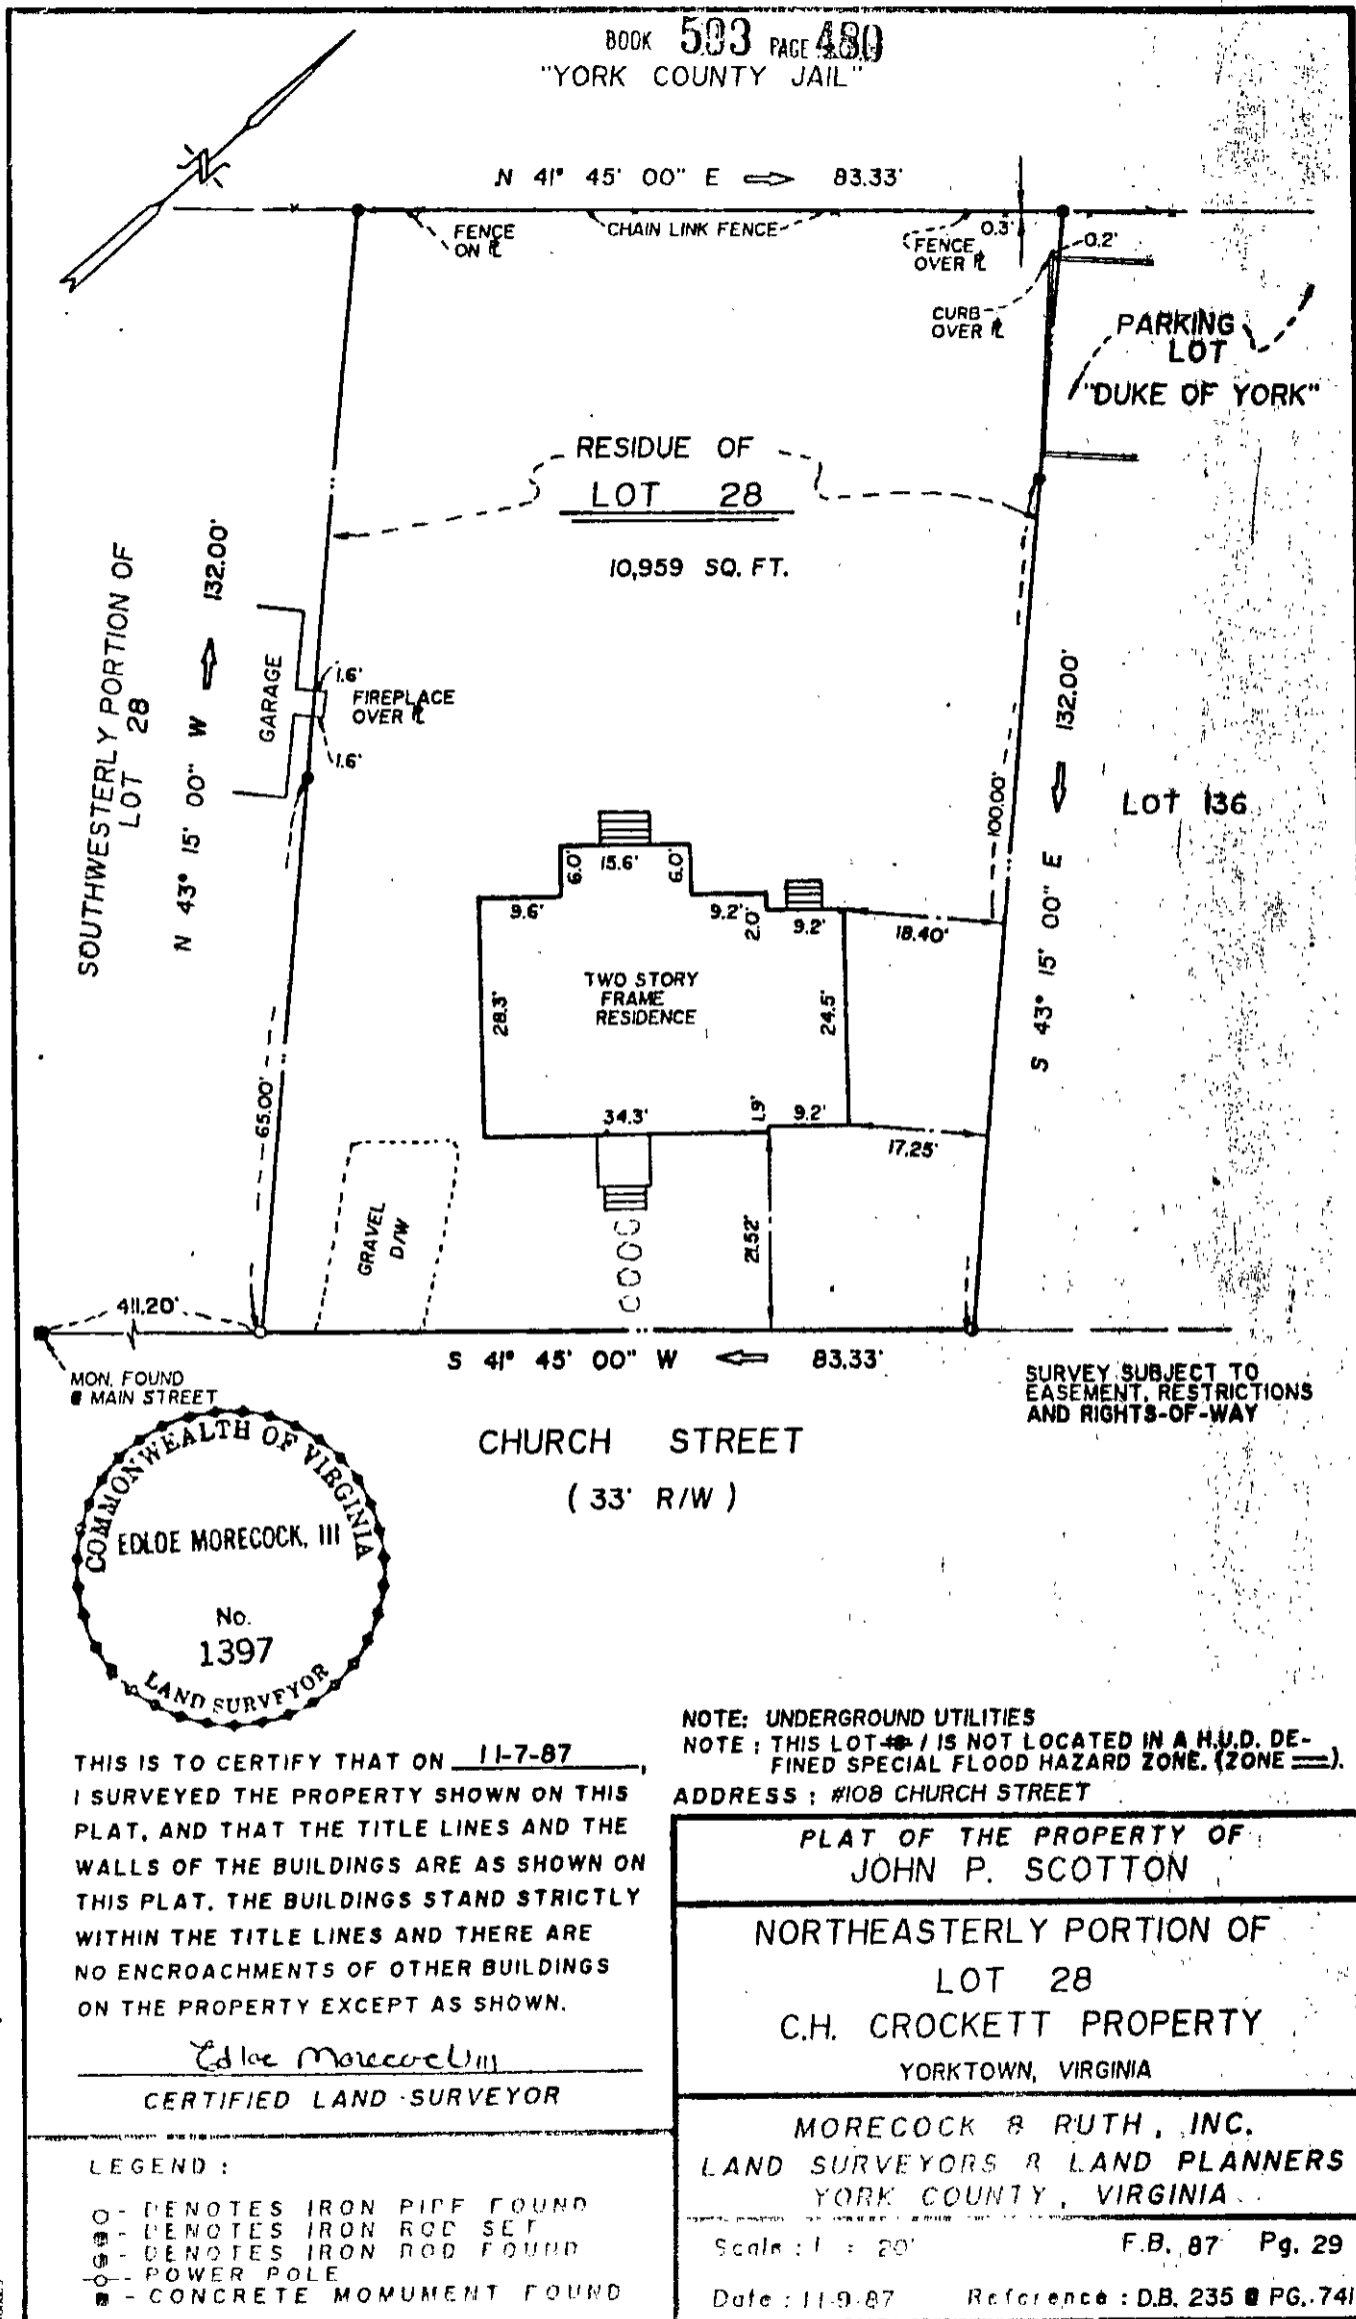 BOOK 593 PAGE 480
"YORK COUNTY JAIL"
N 41° 45' 00" E 83.33'
FENCE
ON ℄
CHAIN LINK FENCE
FENCE
OVER ℄
0.3'
0.2'
CURB
OVER ℄
PARKING
LOT
"DUKE OF YORK"
RESIDUE OF
LOT 28
10,959 SQ. FT.
SOUTHWESTERLY PORTION OF
LOT 28
N 43° 15' 00" W 132.00'
GARAGE
1.6'
FIREPLACE
OVER ℄
1.6'
65.00'
S 43° 15' 00" E 132.00'
100.00'
LOT 136
6.0' 15.6' 6.0'
9.6' 9.2' 2.0' 9.2'
18.40'
TWO STORY
FRAME
RESIDENCE
28.3'
24.5'
34.3' 1.9' 9.2'
17.25'
21.52'
GRAVEL
D/W
411.20'
S 41° 45' 00" W 83.33'
MON. FOUND
@ MAIN STREET
SURVEY SUBJECT TO
EASEMENT, RESTRICTIONS
AND RIGHTS-OF-WAY
CHURCH STREET
(33' R/W)
COMMONWEALTH OF VIRGINIA
EDLOE MORECOCK, III
No.
1397
LAND SURVEYOR
NOTE: UNDERGROUND UTILITIES
NOTE: THIS LOT IS NOT LOCATED IN A H.U.D. DE-
FINED SPECIAL FLOOD HAZARD ZONE. (ZONE ).
ADDRESS: #108 CHURCH STREET
THIS IS TO CERTIFY THAT ON 11-7-87,
I SURVEYED THE PROPERTY SHOWN ON THIS
PLAT, AND THAT THE TITLE LINES AND THE
WALLS OF THE BUILDINGS ARE AS SHOWN ON
THIS PLAT. THE BUILDINGS STAND STRICTLY
WITHIN THE TITLE LINES AND THERE ARE
NO ENCROACHMENTS OF OTHER BUILDINGS
ON THE PROPERTY EXCEPT AS SHOWN.
Edloe Morecock III
CERTIFIED LAND SURVEYOR
PLAT OF THE PROPERTY OF
JOHN P. SCOTTON
NORTHEASTERLY PORTION OF
LOT 28
C.H. CROCKETT PROPERTY
YORKTOWN, VIRGINIA
MORECOCK & RUTH, INC.
LAND SURVEYORS & LAND PLANNERS
YORK COUNTY, VIRGINIA
Scale: 1 : 20' F.B. 87 Pg. 29
Date: 11-9-87 Reference: D.B. 235 @ PG. 741
LEGEND:
- DENOTES IRON PIPE FOUND
- DENOTES IRON ROD SET
- DENOTES IRON ROD FOUND
- POWER POLE
- CONCRETE MOMUMENT FOUND